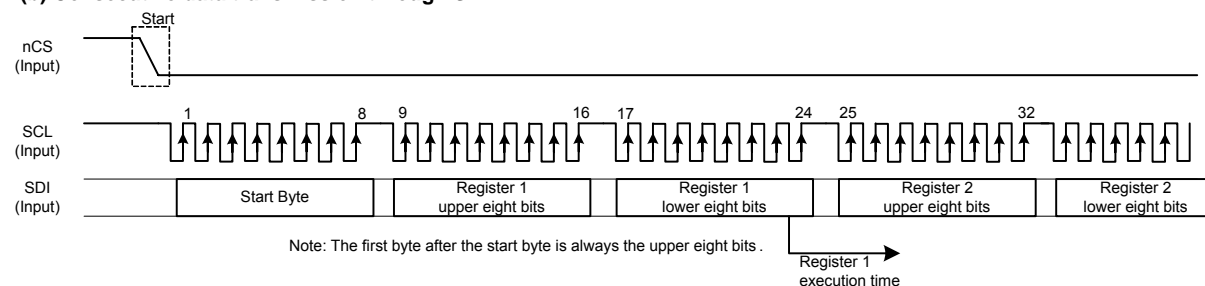 Start
nCS
(Input)
1 8 9 16 17 24 25 32
SCL
(Input)
SDI
(Input)
Start Byte
Register 1
upper eight bits
Register 1
lower eight bits
Register 2
upper eight bits
Register 2
lower eight bits
Note: The first byte after the start byte is always the upper eight bits .
Register 1
execution time